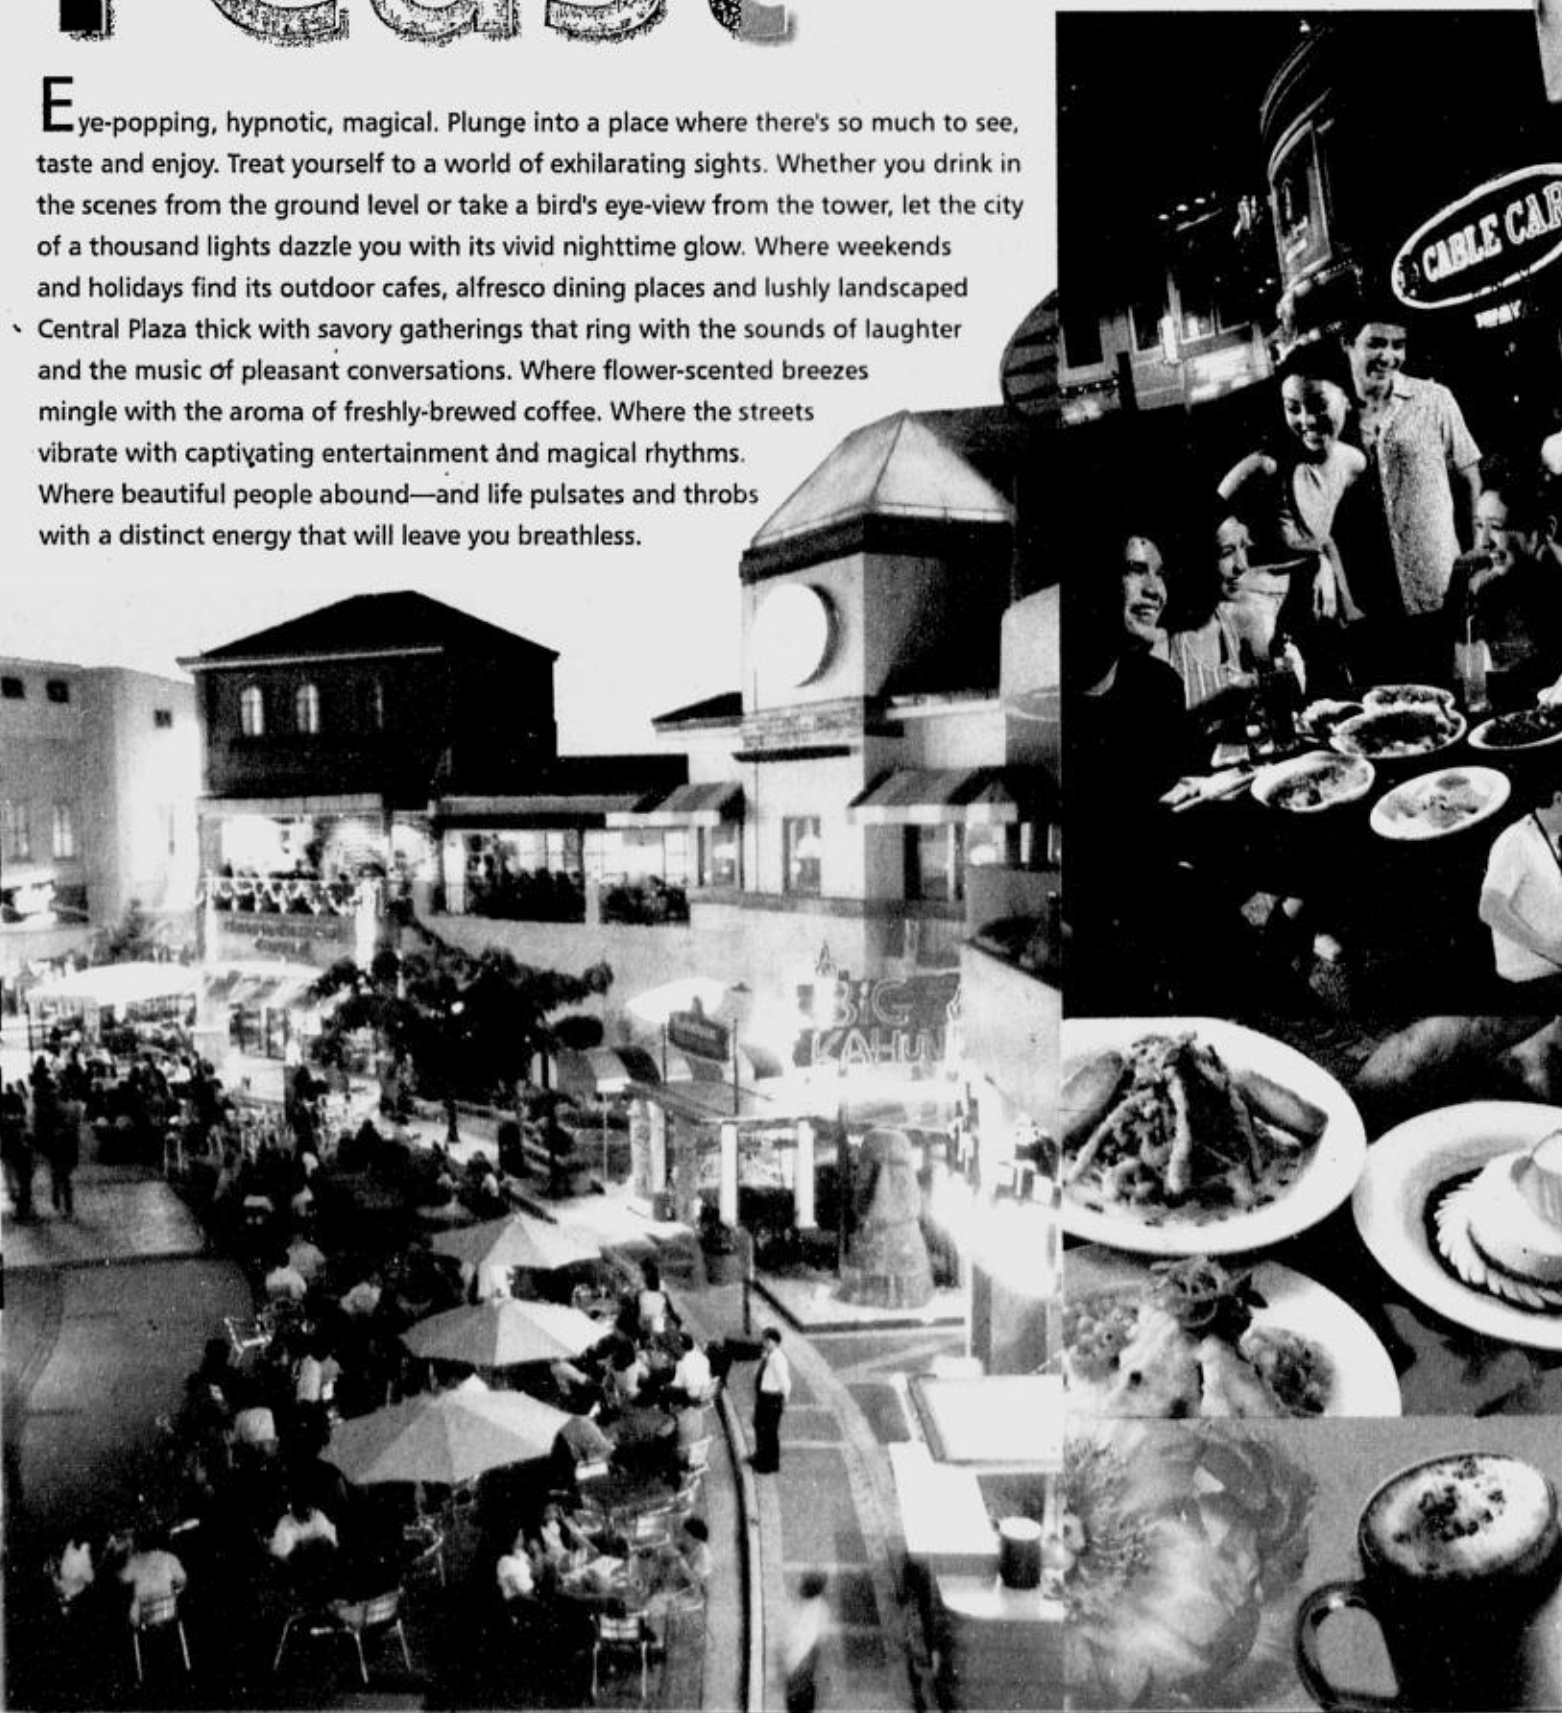 Feast
Eye-popping, hypnotic, magical. Plunge into a place where there's so much to see,
taste and enjoy. Treat yourself to a world of exhilarating sights. Whether you drink in
the scenes from the ground level or take a bird's eye-view from the tower, let the city
of a thousand lights dazzle you with its vivid nighttime glow. Where weekends
and holidays find its outdoor cafes, alfresco dining places and lushly landscaped
Central Plaza thick with savory gatherings that ring with the sounds of laughter
and the music of pleasant conversations. Where flower-scented breezes
mingle with the aroma of freshly-brewed coffee. Where the streets
vibrate with captivating entertainment and magical rhythms.
Where beautiful people abound—and life pulsates and throbs
with a distinct energy that will leave you breathless.
CABLE CAR
BIG
KAHUN